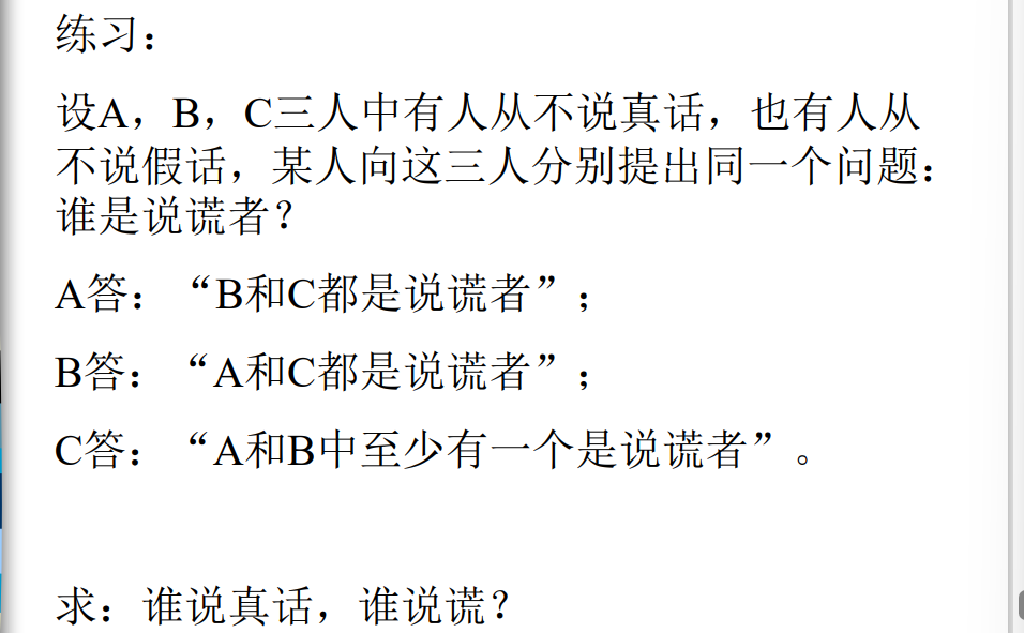 练习：
设A，B，C三人中有人从不说真话，也有人从
不说假话，某人向这三人分别提出同一个问题：
谁是说谎者？
A答：“B和C都是说谎者”；
B答：“A和C都是说谎者”；
C答：“A和B中至少有一个是说谎者”。
求：谁说真话，谁说谎？